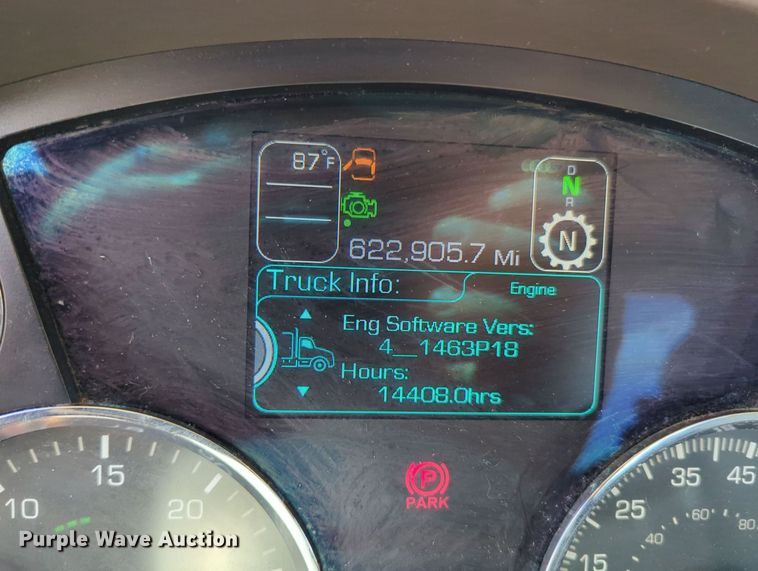 87°F
D
N
R
N
622,905.7 Mi
Truck Info:
Engine
Eng Software Vers:
4__1463P18
Hours:
14408.0hrs
P
PARK
10
15
20
15
25
35
45
40
60
80
Purple Wave Auction